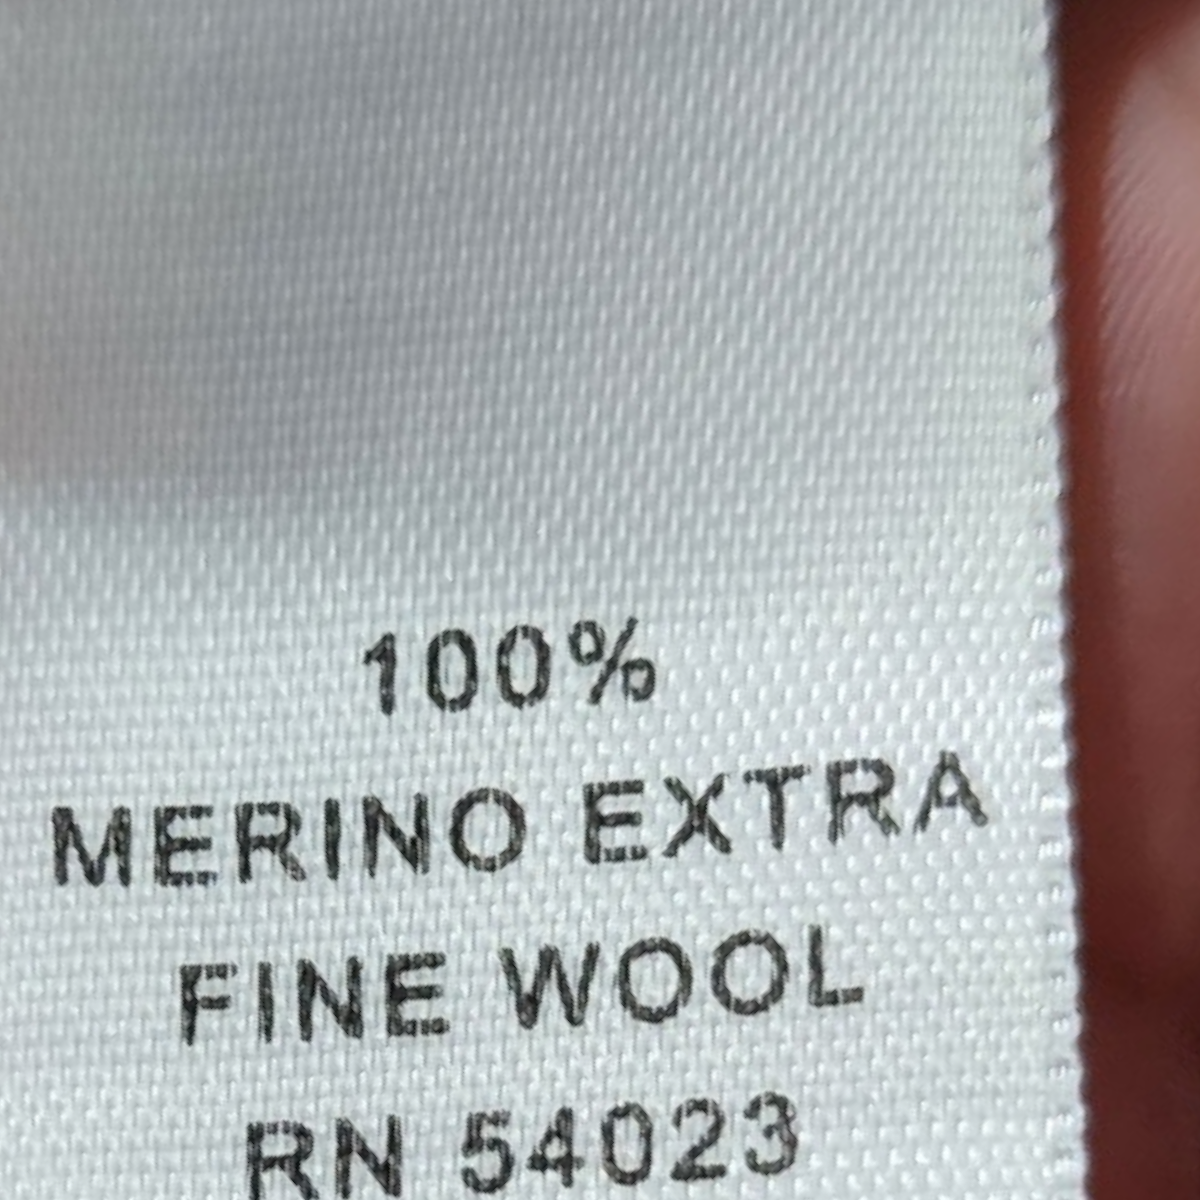 100%
MERINO EXTRA
FINE WOOL
RN 54023